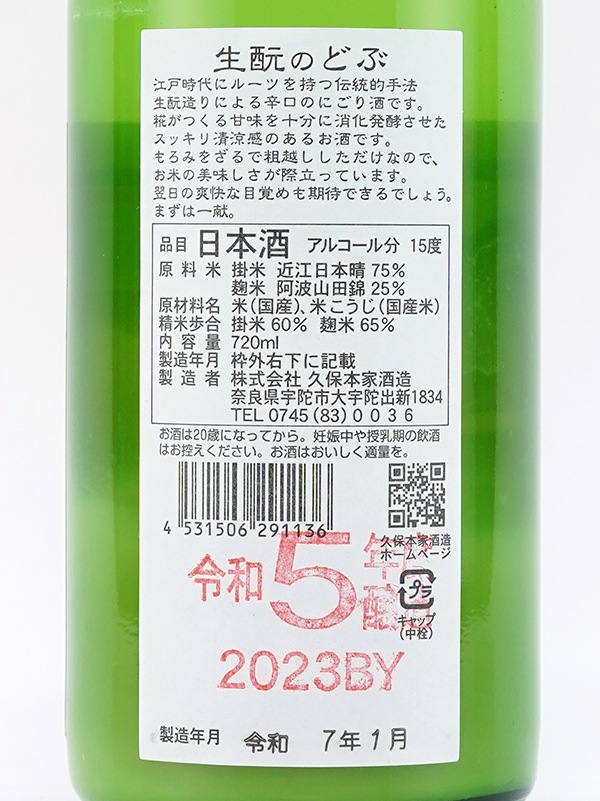 生酛のどぶ
江戸時代にルーツを持つ伝統的手法
生酛造りによる辛口のにごり酒です。
糀がつくる甘味を十分に消化発酵させた
スッキリ清涼感のあるお酒です。
もろみをざるで粗越ししただけなので、
お米の美味しさが際立っています。
翌日の爽快な目覚めも期待できるでしょう。
まずは一献。
品目 日本酒 アルコール分 15度
原料米 掛米 近江日本晴 75%
麹米 阿波山田錦 25%
原材料名 米(国産)、米こうじ(国産米)
精米歩合 掛米 60% 麹米 65%
内容量 720ml
製造年月 枠外右下に記載
製造者 株式会社 久保本家酒造
奈良県宇陀市大宇陀出新1834
TEL 0745(83)0036
お酒は20歳になってから。妊娠中や授乳期の飲酒
はお控えください。お酒はおいしく適量を。
4 531506 291136
久保本家酒造
ホームページ
令和5年度醸造
プラ
キャップ
(中栓)
2023BY
製造年月 令和 7年1月